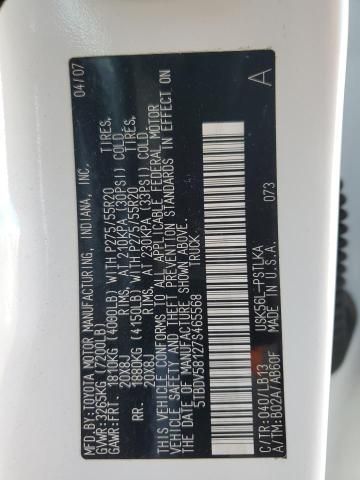 MFD. BY: TOYOTA MOTOR MANUFACTURING, INDIANA, INC. 04/07
GVWR: 3265KG (7200LB)
GAWR: FRT. 1815KG (4000LB) WITH P275/55R20 TIRES,
20X8J RIMS, AT 210KPA (30PSI) COLD
RR. 1880KG (4150LB) WITH P275/55R20 TIRES,
20X8J RIMS, AT 230KPA (33PSI) COLD
THIS VEHICLE CONFORMS TO ALL APPLICABLE FEDERAL MOTOR
VEHICLE SAFETY AND THEFT PREVENTION STANDARDS IN EFFECT ON
THE DATE OF MANUFACTURE SHOWN ABOVE.
5TBDV58127S465568 TRUCK
A
073
C/TR: 040/LB13 USK56L-PSTLKA
A/TM: B02A/AB60F MADE IN U.S.A.